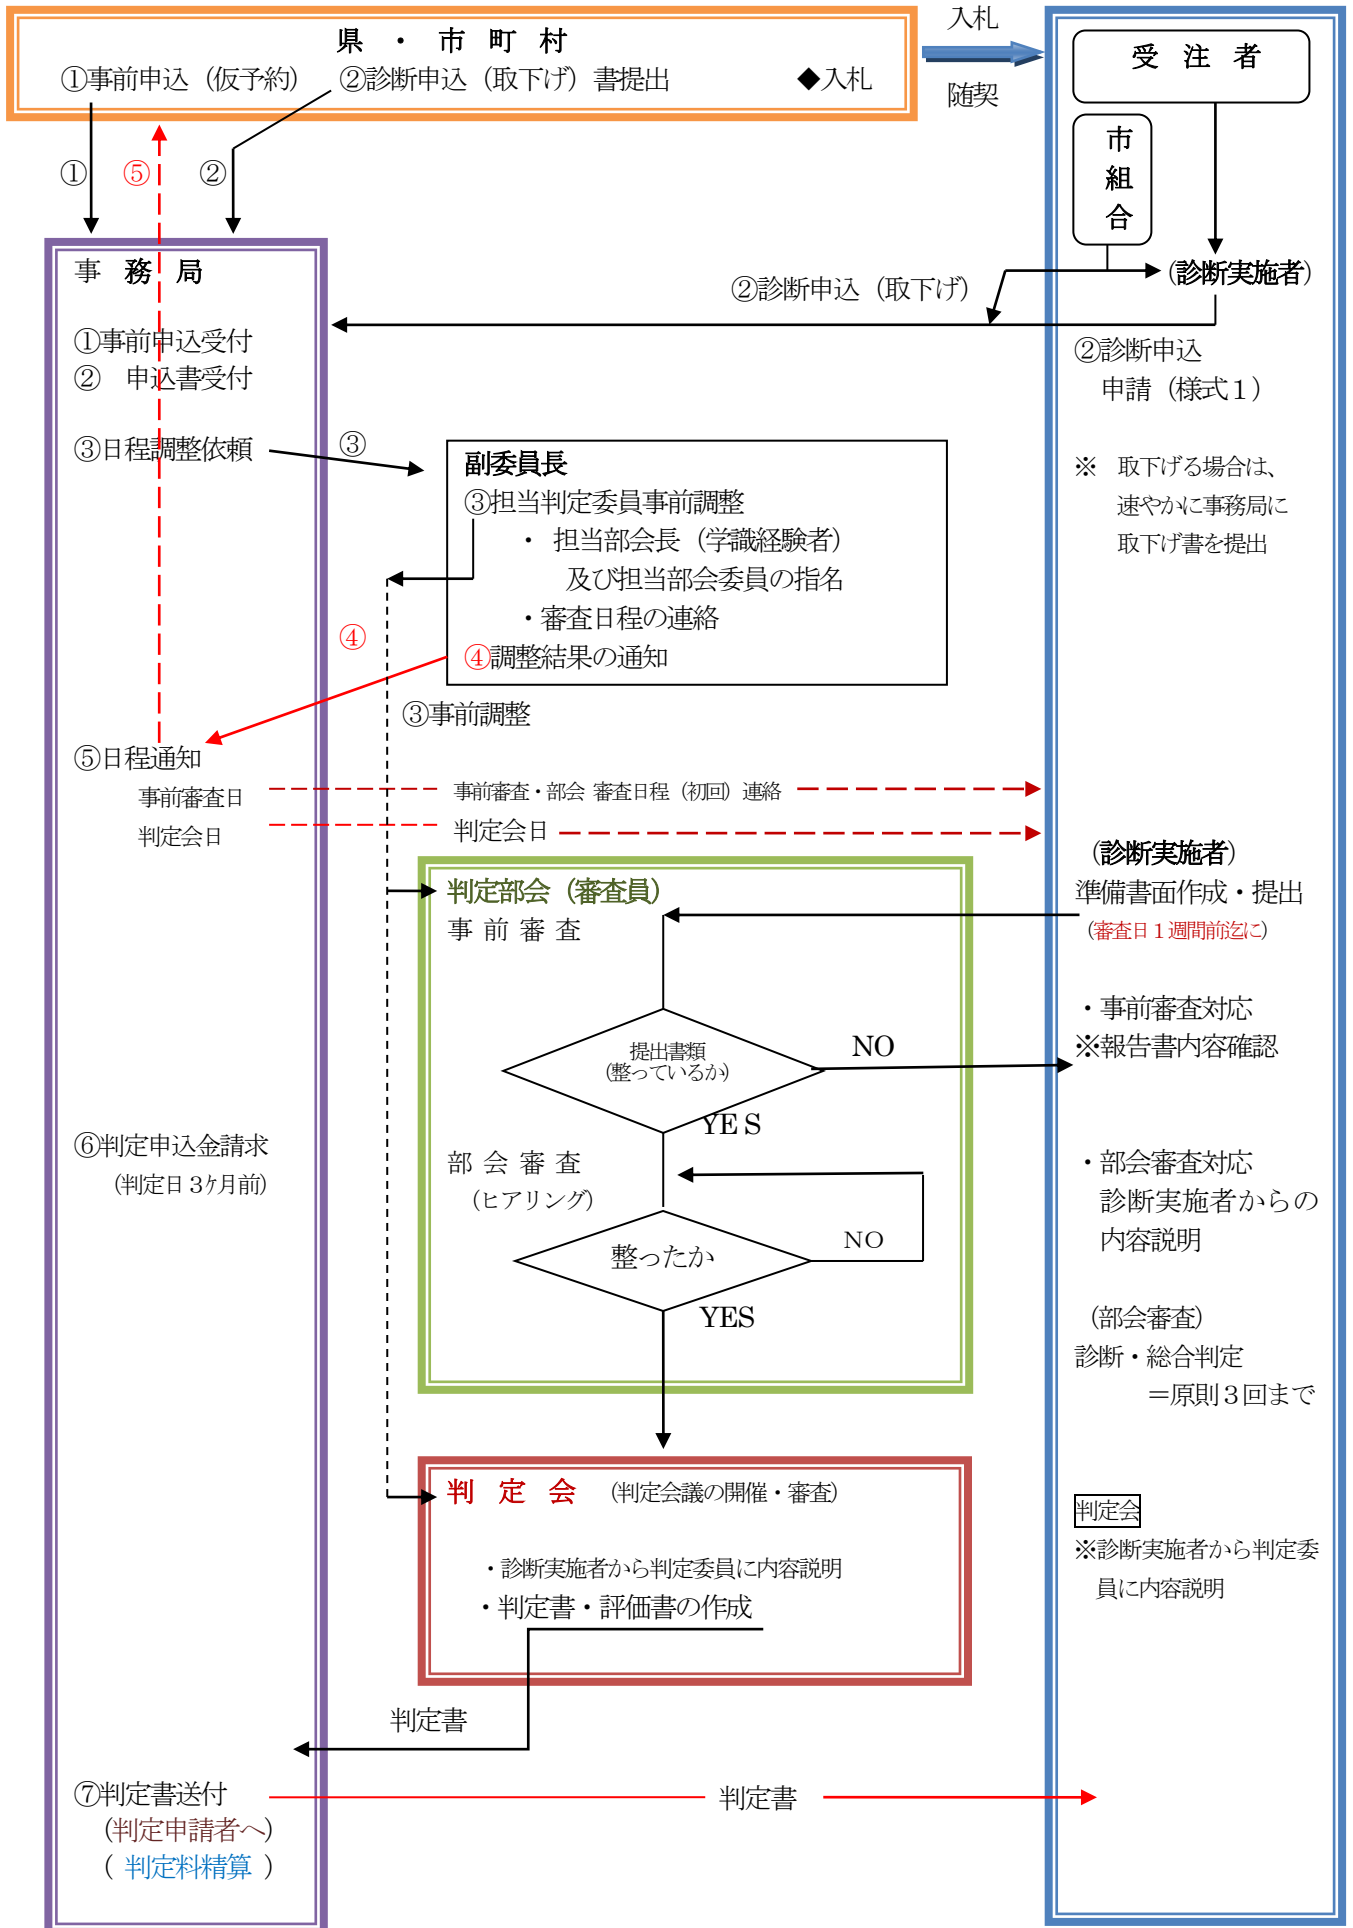 県 ・ 市 町 村
①事前申込（仮予約） ②診断申込（取下げ）書提出 ◆入札
入札
随契
受 注 者
市
組
合
（診断実施者）
① ⑤ ②
事 務 局
①事前申込受付
② 申込書受付
③日程調整依頼
②診断申込（取下げ）
②診断申込
申請（様式１）
※ 取下げる場合は、
速やかに事務局に
取下げ書を提出
③
副委員長
③担当判定委員事前調整
・ 担当部会長（学識経験者）
及び担当部会委員の指名
・審査日程の連絡
④調整結果の通知
④
③事前調整
⑤日程通知
事前審査日
判定会日
事前審査・部会 審査日程（初回）連絡
判定会日
判定部会（審査員）
事 前 審 査
（診断実施者）
準備書面作成・提出
（審査日１週間前迄に）
・事前審査対応
※報告書内容確認
提出書類
(整っているか)
NO
YES
⑥判定申込金請求
(判定日３ｹ月前)
部 会 審 査
（ヒアリング）
整ったか
NO
YES
・部会審査対応
診断実施者からの
内容説明
（部会審査）
診断・総合判定
＝原則３回まで
判 定 会 （判定会議の開催・審査）
・診断実施者から判定委員に内容説明
・判定書・評価書の作成
判定会
※診断実施者から判定委
員に内容説明
判定書
⑦判定書送付
（判定申請者へ）
（ 判定料精算 ）
判定書